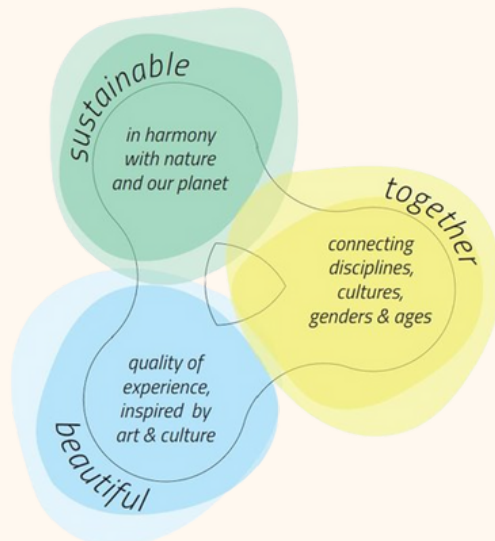 sustainable
in harmony
with nature
and our planet
together
connecting
disciplines,
cultures,
genders & ages
quality of
experience,
inspired by
art & culture
beautiful